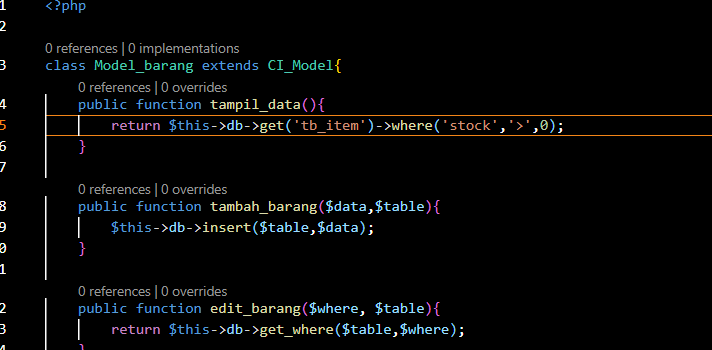 1 <?php
2
0 references | 0 implementations
3 class Model_barang extends CI_Model{
0 references | 0 overrides
4 public function tampil_data(){
5 return $this->db->get('tb_item')->where('stock','>',0);
6 }
7
0 references | 0 overrides
8 public function tambah_barang($data,$table){
9 $this->db->insert($table,$data);
0 }
1
0 references | 0 overrides
2 public function edit_barang($where, $table){
3 return $this->db->get_where($table,$where);
4 }